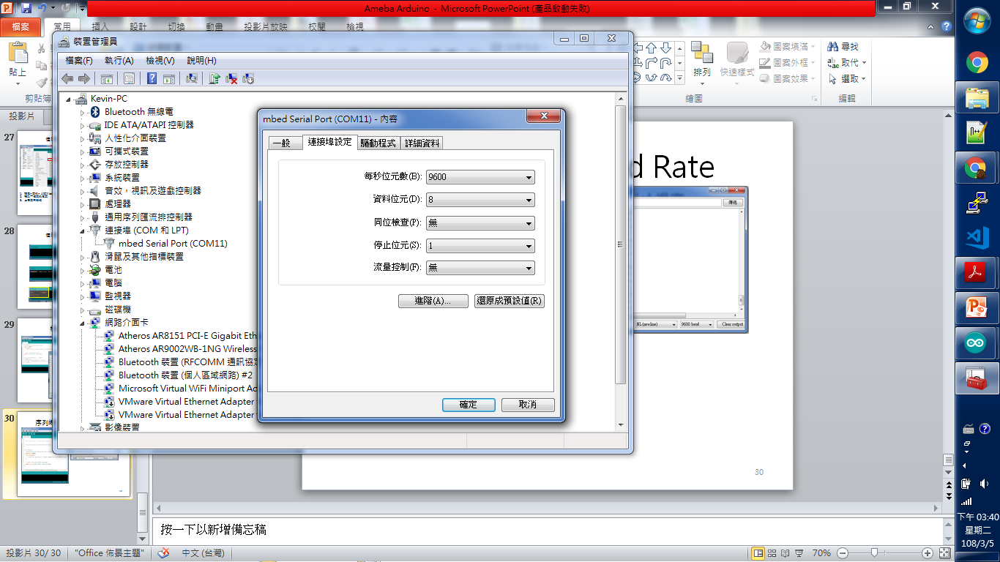 Ameba Arduino - Microsoft PowerPoint (產品啟動失敗)
檔案
常用
插入
設計
切換
動畫
投影片放映
校閱
檢視
貼上
剪貼簿
排列
快速樣式
圖案填滿
圖案外框
圖案效果
繪圖
尋找
取代
選取
編輯
裝置管理員
檔案(F)
執行(A)
檢視(V)
說明(H)
Kevin-PC
Bluetooth 無線電
IDE ATA/ATAPI 控制器
人性化介面裝置
可攜式裝置
存放控制器
系統裝置
音效，視訊及遊戲控制器
處理器
通用序列匯流排控制器
連接埠 (COM 和 LPT)
mbed Serial Port (COM11)
滑鼠及其他指標裝置
電池
電腦
監視器
磁碟機
網路介面卡
Atheros AR8151 PCI-E Gigabit Eth
Atheros AR9002WB-1NG Wireless
Bluetooth 裝置 (RFCOMM 通訊協定
Bluetooth 裝置 (個人區域網路) #2
Microsoft Virtual WiFi Miniport Ad
VMware Virtual Ethernet Adapter
VMware Virtual Ethernet Adapter
影像裝置
mbed Serial Port (COM11) - 內容
一般
連接埠設定
驅動程式
詳細資料
每秒位元數(B):
9600
資料位元(D):
8
同位檢查(P):
無
停止位元(S):
1
流量控制(F):
無
進階(A)...
還原成預設值(R)
確定
取消
d Rate
傳送
NL(newline)
9600 baud
Clear output
30
投影片
27
28
29
30
按一下以新增備忘稿
投影片 30/ 30
"Office 佈景主題"
中文 (台灣)
70%
下午 03:40
星期二
108/3/5